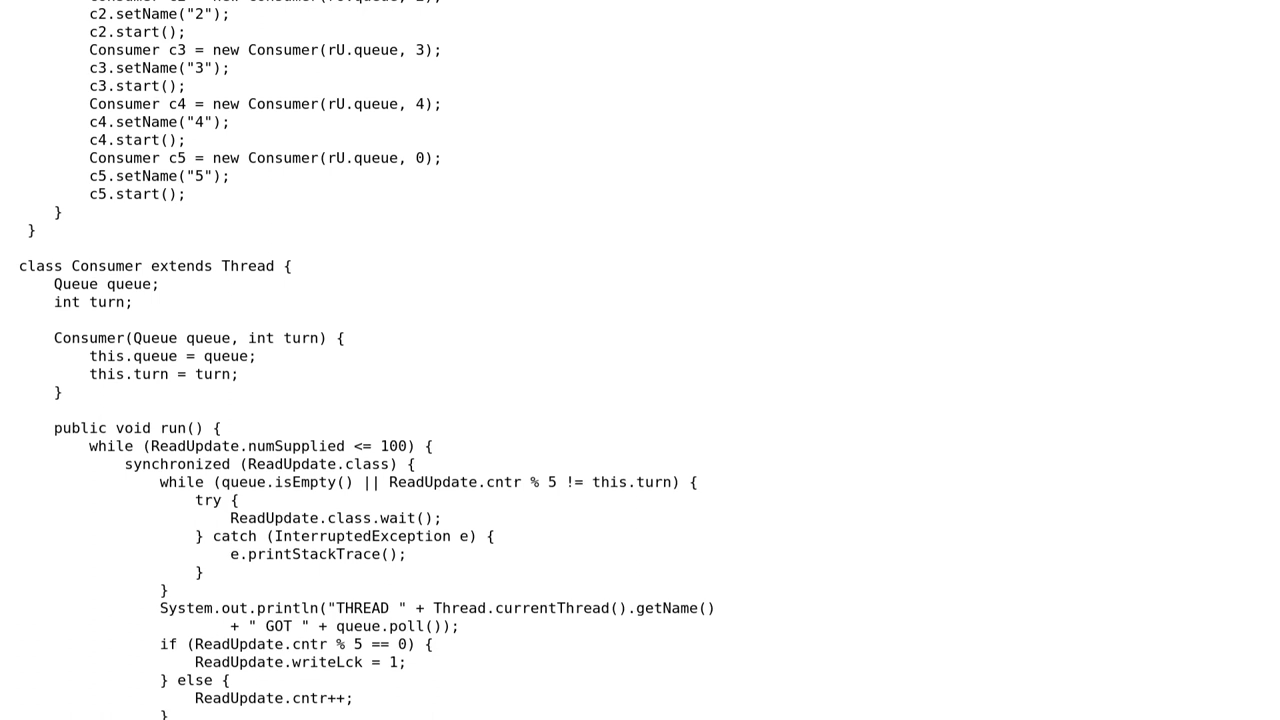 c2.setName("2");
c2.start();
Consumer c3 = new Consumer(rU.queue, 3);
c3.setName("3");
c3.start();
Consumer c4 = new Consumer(rU.queue, 4);
c4.setName("4");
c4.start();
Consumer c5 = new Consumer(rU.queue, 0);
c5.setName("5");
c5.start();
}
}
class Consumer extends Thread {
Queue queue;
int turn;
Consumer(Queue queue, int turn) {
this.queue = queue;
this.turn = turn;
}
public void run() {
while (ReadUpdate.numSupplied <= 100) {
synchronized (ReadUpdate.class) {
while (queue.isEmpty() || ReadUpdate.cntr % 5 != this.turn) {
try {
ReadUpdate.class.wait();
} catch (InterruptedException e) {
e.printStackTrace();
}
}
System.out.println("THREAD " + Thread.currentThread().getName()
+ " GOT " + queue.poll());
if (ReadUpdate.cntr % 5 == 0) {
ReadUpdate.writeLck = 1;
} else {
ReadUpdate.cntr++;
}